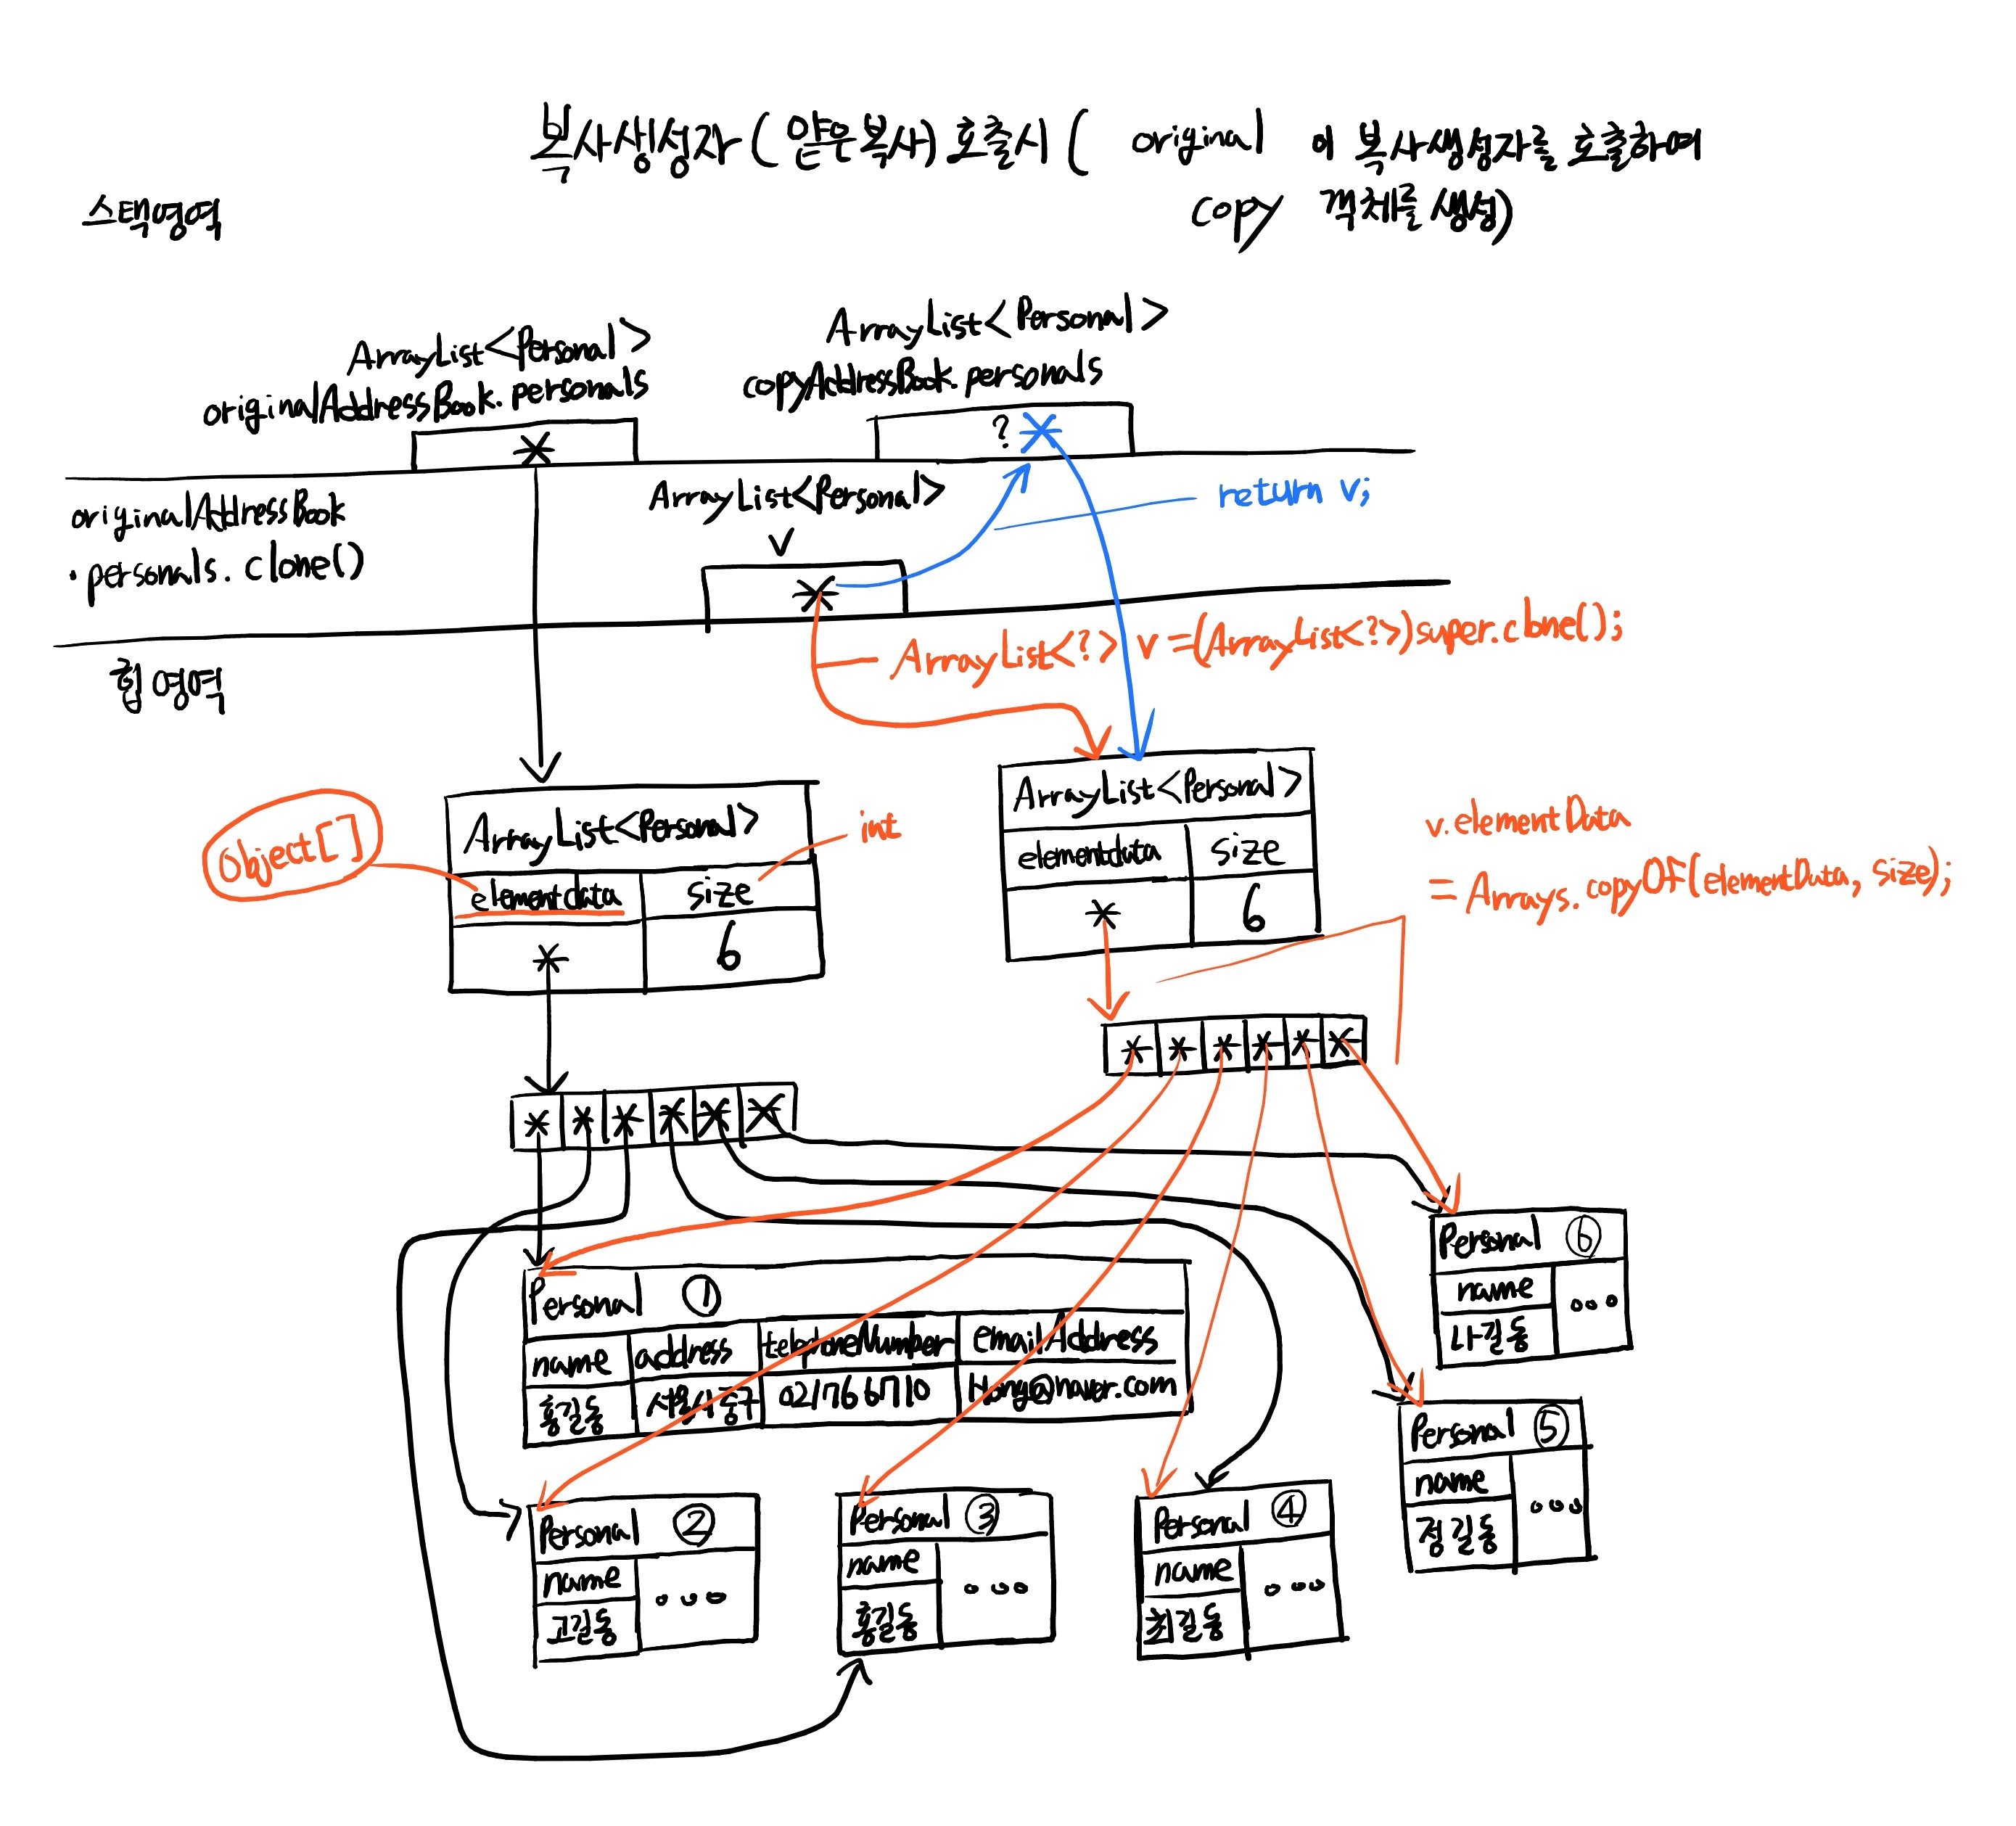 복사생성자(얕은복사)호출시( original 이 복사생성자를 호출하여
copy 객체를 생성)
스택영역
ArrayList<Personal>
originalAddressBook.personals
*
ArrayList<Personal>
copyAddressBook.personals
? *
originalAddressBook
.personals.clone()
ArrayList<Personal>
v
*
return v;
ArrayList<?> v =(ArrayList<?>)super.clone();
힙영역
Object[]
ArrayList<Personal>
elementdata size
* 6
int
ArrayList<Personal>
elementdata size
* 6
v.elementData
= Arrays.copyOf(elementData, size);
* * * * * *
* * * * * *
Personal ①
name address telephoneNumber emailAddress
홍길동 서울시중구 021766710 Hong@naver.com
Personal ②
name
고길동
...
Personal ③
name
홍길동
...
Personal ④
name
최길동
...
Personal ⑤
name
정길동
...
Personal ⑥
name
나길동
...